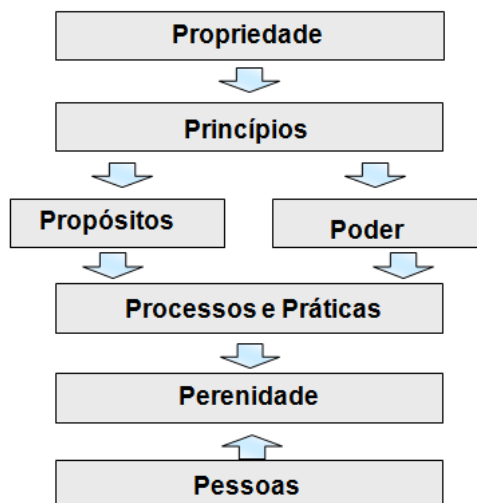 Propriedade
Princípios
Propósitos
Poder
Processos e Práticas
Perenidade
Pessoas